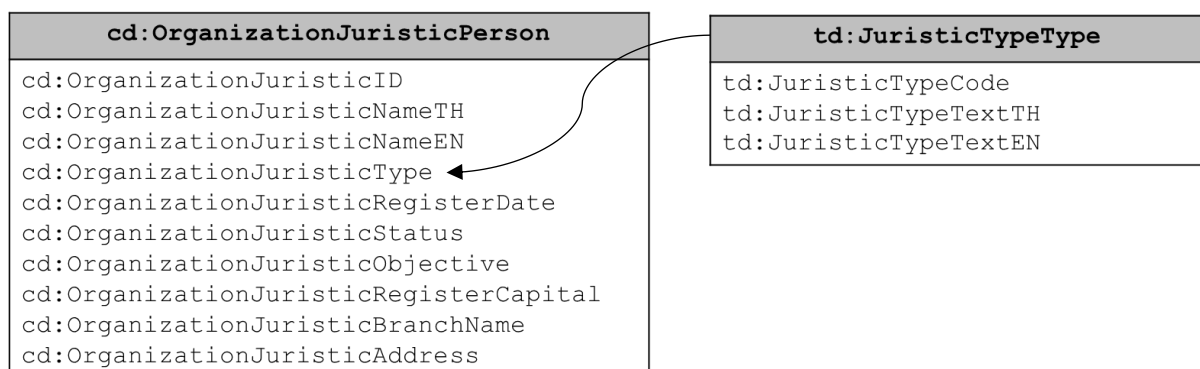 cd:OrganizationJuristicPerson
cd:OrganizationJuristicID
cd:OrganizationJuristicNameTH
cd:OrganizationJuristicNameEN
cd:OrganizationJuristicType
cd:OrganizationJuristicRegisterDate
cd:OrganizationJuristicStatus
cd:OrganizationJuristicObjective
cd:OrganizationJuristicRegisterCapital
cd:OrganizationJuristicBranchName
cd:OrganizationJuristicAddress
td:JuristicTypeType
td:JuristicTypeCode
td:JuristicTypeTextTH
td:JuristicTypeTextEN